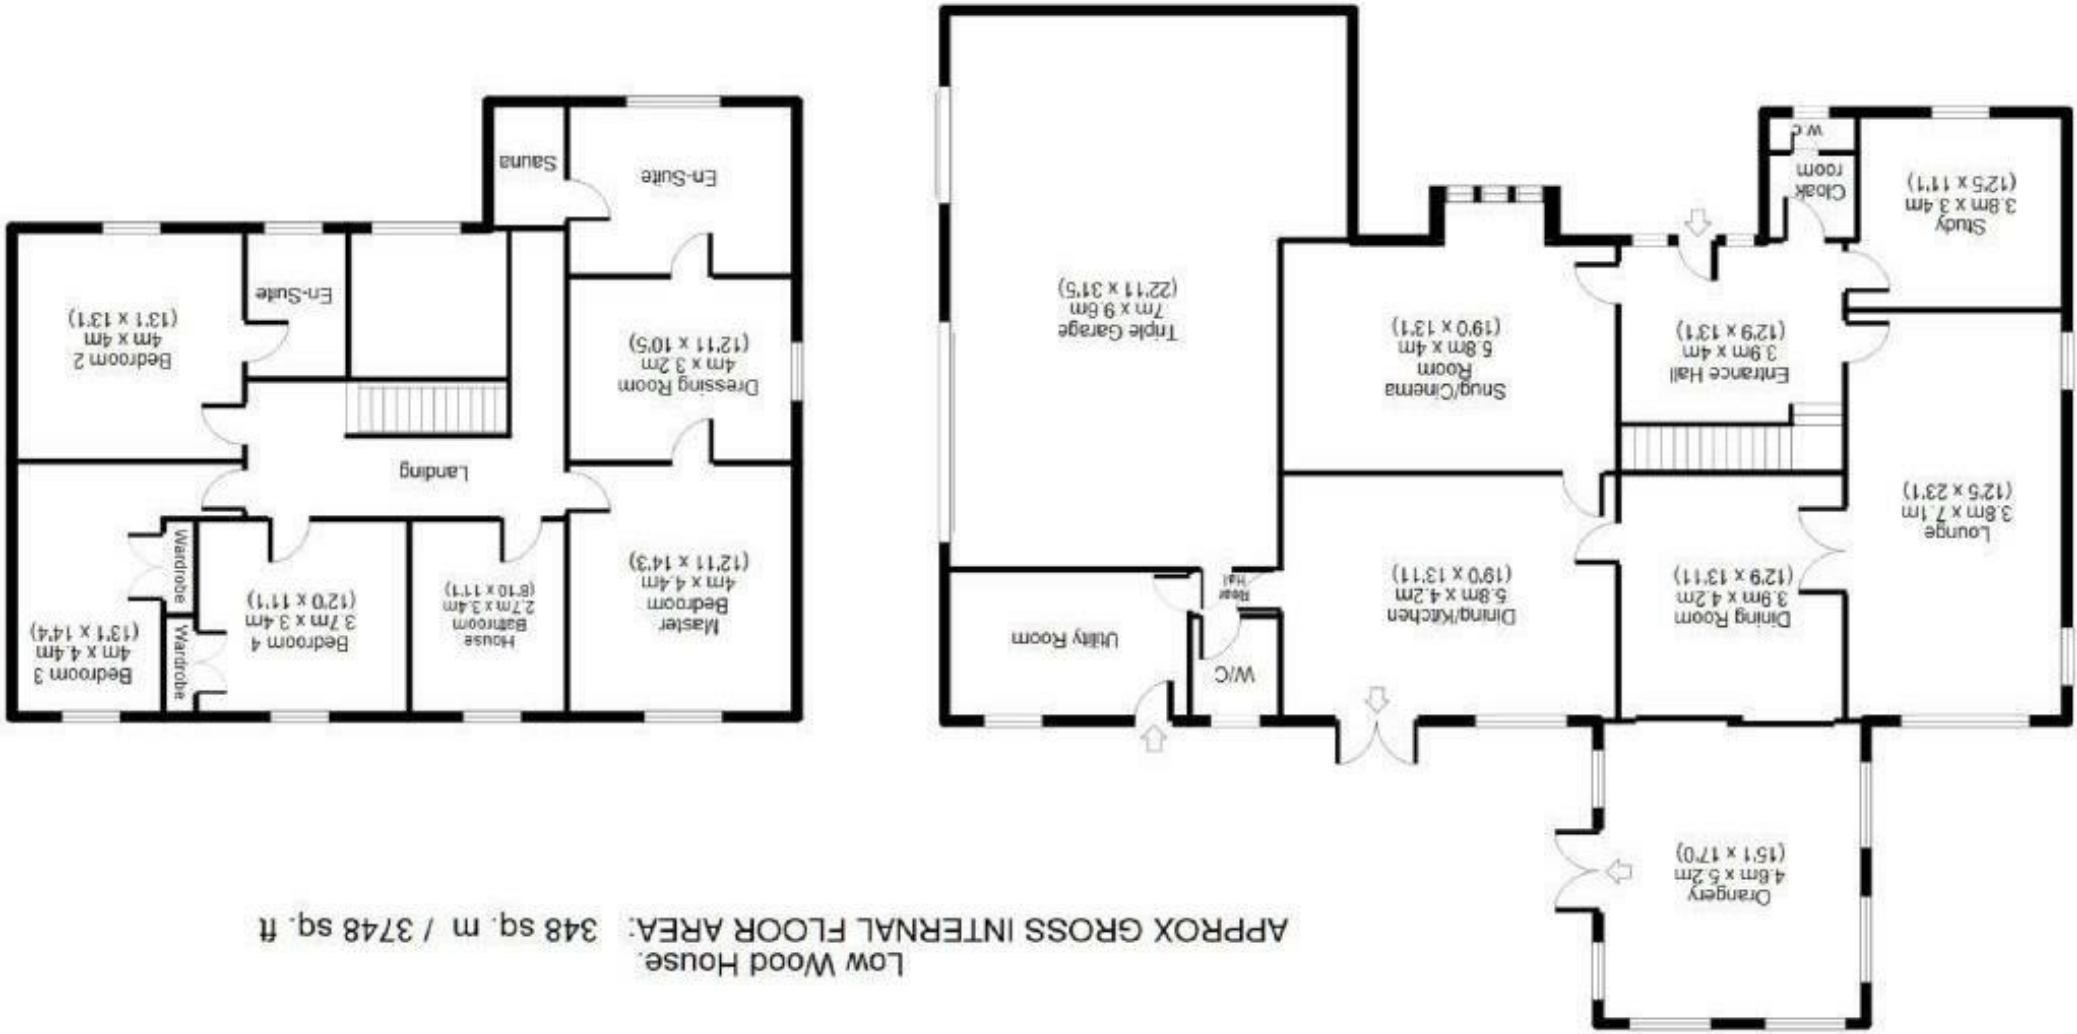 Low Wood House.
APPROX GROSS INTERNAL FLOOR AREA: 348 sq. m / 3748 sq. ft
Orangery
4.6m x 5.2m
(15'1 x 17'0)
Lounge
3.8m x 7.1m
(12'5 x 23'1)
Dining Room
3.9m x 4.2m
(12'9 x 13'11)
Dining/Kitchen
5.8m x 4.2m
(19'0 x 13'11)
W/C
Utility Room
Rear
Hall
Entrance Hall
3.9m x 4m
(12'9 x 13'1)
Snug/Cinema
Room
5.8m x 4m
(19'0 x 13'1)
Triple Garage
7m x 9.6m
(22'11 x 31'5)
Study
3.8m x 3.4m
(12'5 x 11'1)
Cloak
room
w.c
Master
Bedroom
4m x 4.4m
(12'11 x 14'3)
House
Bathroom
2.7m x 3.4m
(8'10 x 11'1)
Bedroom 4
3.7m x 3.4m
(12'0 x 11'1)
Wardrobe
Wardrobe
Bedroom 3
4m x 4.4m
(13'1 x 14'4)
Landing
Dressing Room
4m x 3.2m
(12'11 x 10'5)
Bedroom 2
4m x 4m
(13'1 x 13'1)
En-Suite
En-Suite
Sauna